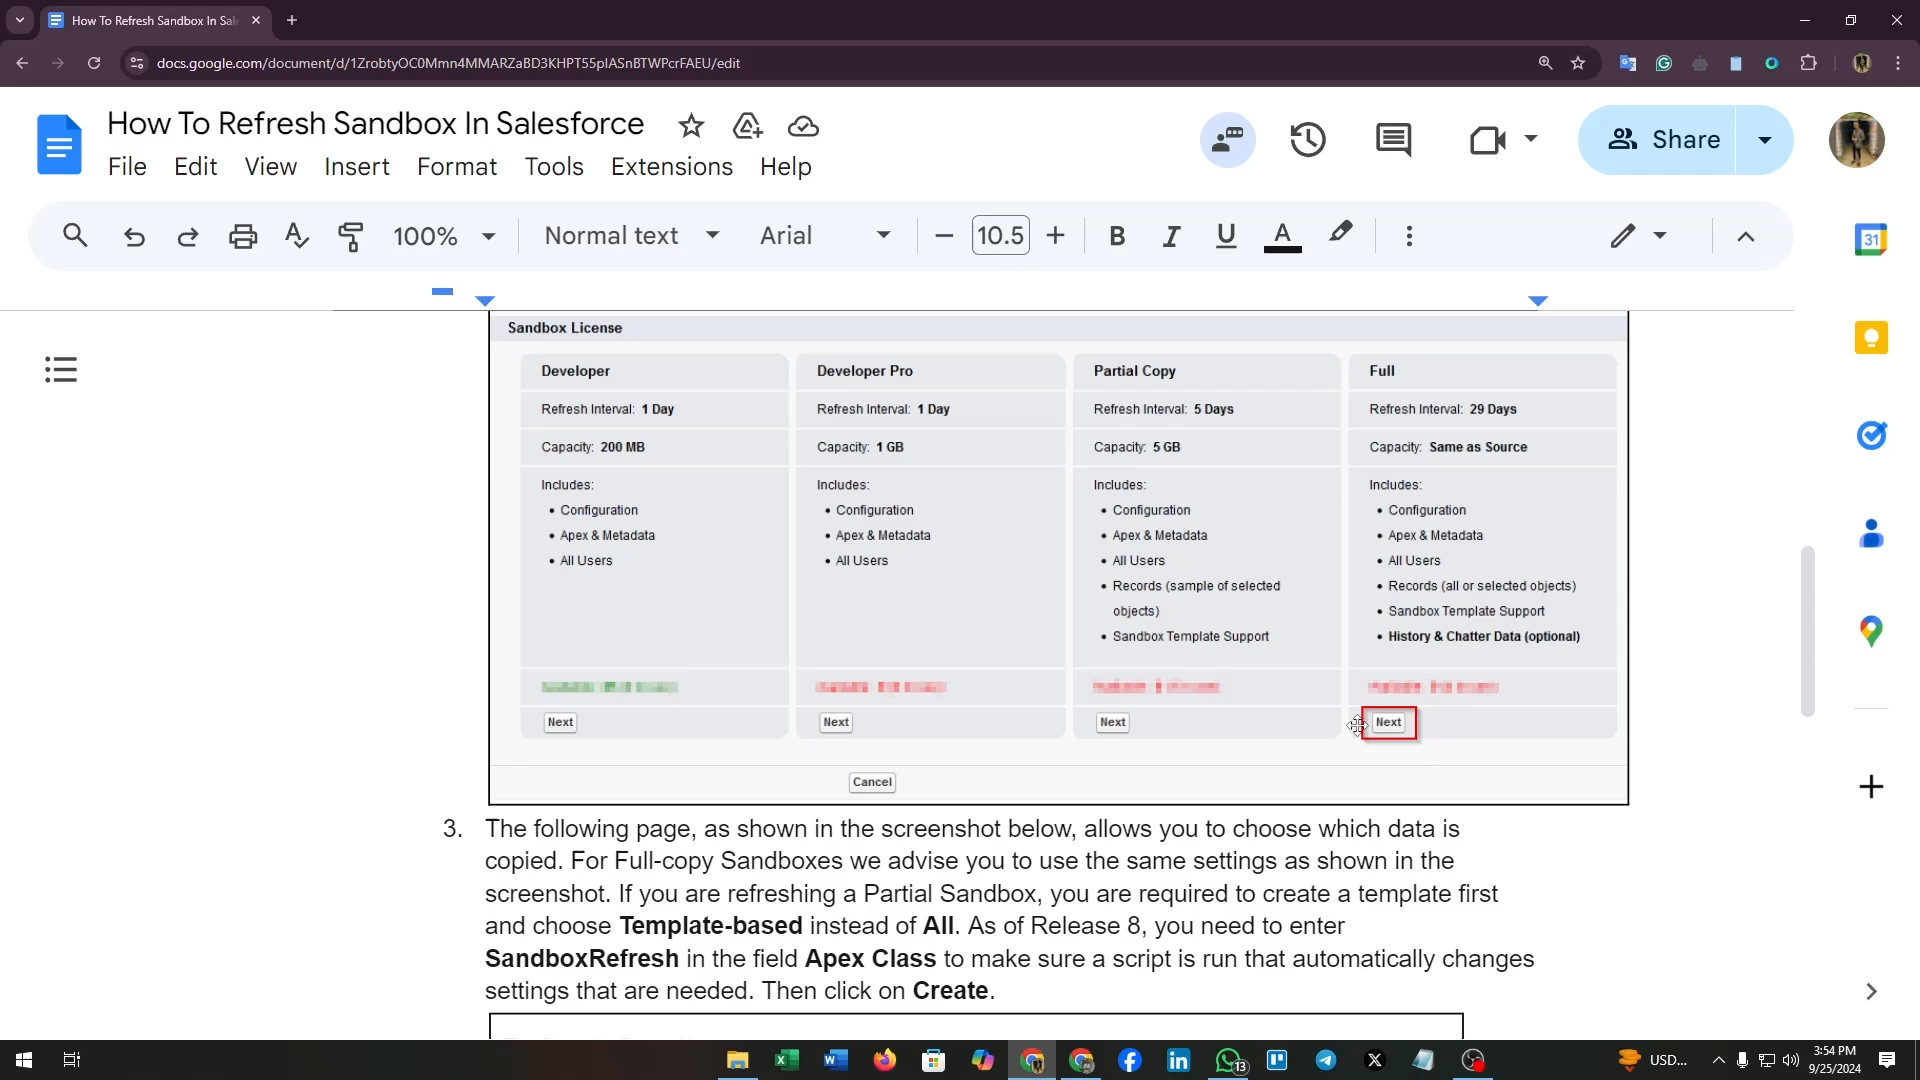 How To Refresh Sandbox In Sal
docs.google.com/document/d/1ZrobtyOC0Mmn4MMARZaBD3KHPT55pIASnBTWPcrFAEU/edit
How To Refresh Sandbox In Salesforce
File Edit View Insert Format Tools Extensions Help
Share
100% Normal text Arial 10.5 B I U A
31
Sandbox License
Developer Developer Pro Partial Copy Full
Refresh Interval: 1 Day Refresh Interval: 1 Day Refresh Interval: 5 Days Refresh Interval: 29 Days
Capacity: 200 MB Capacity: 1 GB Capacity: 5 GB Capacity: Same as Source
Includes: Includes: Includes: Includes:
• Configuration • Configuration • Configuration • Configuration
• Apex & Metadata • Apex & Metadata • Apex & Metadata • Apex & Metadata
• All Users • All Users • All Users • All Users
• Records (sample of selected • Records (all or selected objects)
objects) • Sandbox Template Support
• Sandbox Template Support • History & Chatter Data (optional)
Next Next Next Next
Cancel
3. The following page, as shown in the screenshot below, allows you to choose which data is
copied. For Full-copy Sandboxes we advise you to use the same settings as shown in the
screenshot. If you are refreshing a Partial Sandbox, you are required to create a template first
and choose Template-based instead of All. As of Release 8, you need to enter
SandboxRefresh in the field Apex Class to make sure a script is run that automatically changes
settings that are needed. Then click on Create.
13
USD...
3:54 PM
9/25/2024